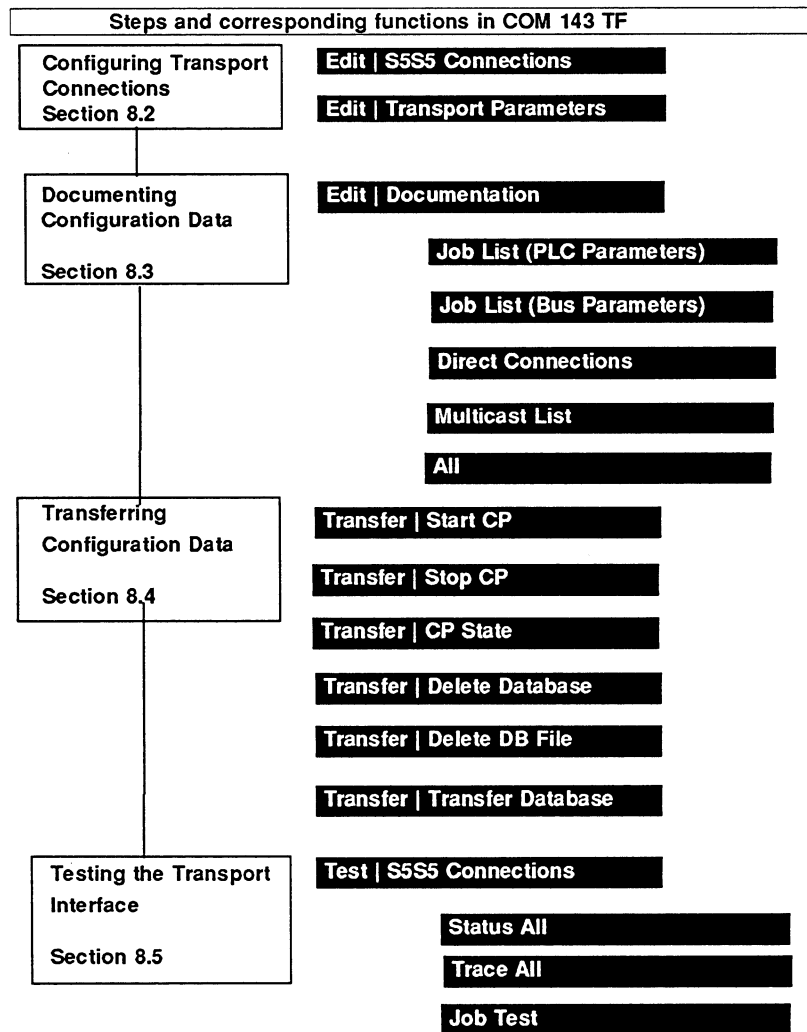 Steps and corresponding functions in COM 143 TF
Configuring Transport
Connections
Section 8.2
Edit | S5S5 Connections
Edit | Transport Parameters
Documenting
Configuration Data
Section 8.3
Edit | Documentation
Job List (PLC Parameters)
Job List (Bus Parameters)
Direct Connections
Multicast List
All
Transferring
Configuration Data
Section 8.4
Transfer | Start CP
Transfer | Stop CP
Transfer | CP State
Transfer | Delete Database
Transfer | Delete DB File
Transfer | Transfer Database
Testing the Transport
Interface
Section 8.5
Test | S5S5 Connections
Status All
Trace All
Job Test